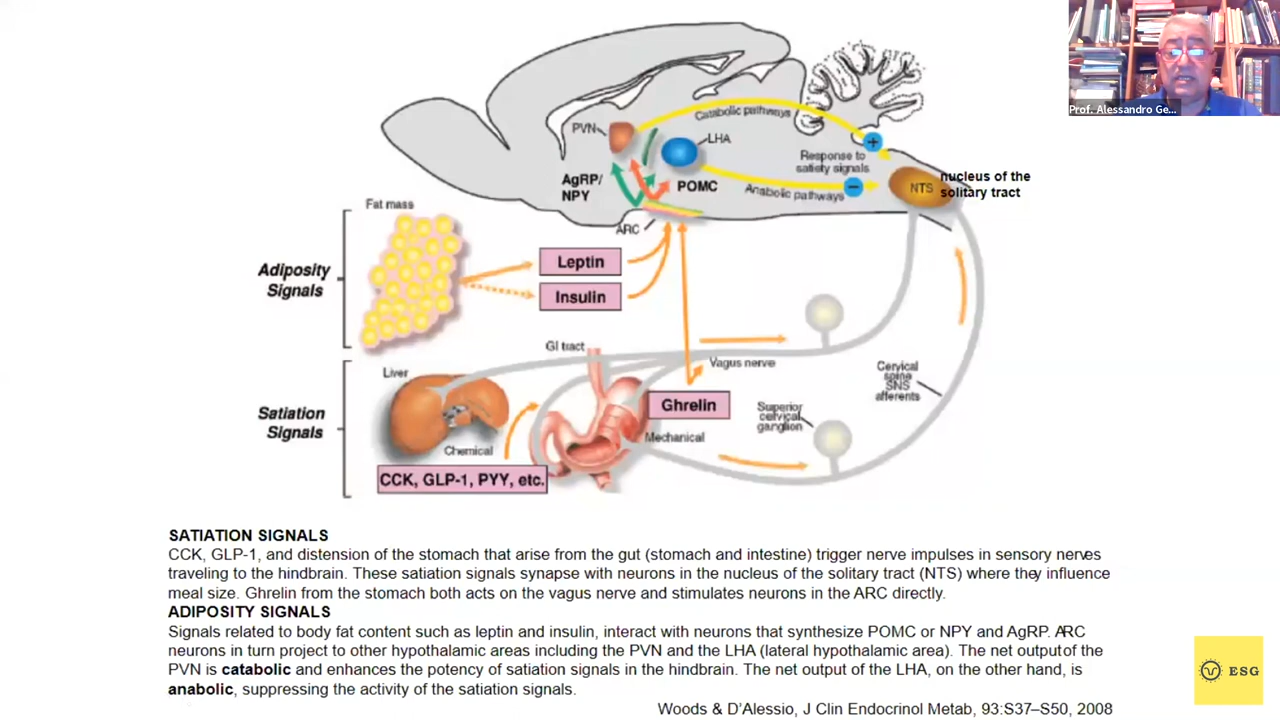 Prof. Alessandro Ge...
PVN
Catabolic pathways
LHA
Response to
satiety signals
AgRP/
NPY
POMC
Anabolic pathways
NTS
nucleus of the
solitary tract
Fat mass
ARC
Adiposity
Signals
Leptin
Insulin
GI tract
Vagus nerve
Liver
Cervical
spine
SNS
afferents
Satiation
Signals
Ghrelin
Superior
cervical
ganglion
Mechanical
Chemical
CCK, GLP-1, PYY, etc.
SATIATION SIGNALS
CCK, GLP-1, and distension of the stomach that arise from the gut (stomach and intestine) trigger nerve impulses in sensory nerves
traveling to the hindbrain. These satiation signals synapse with neurons in the nucleus of the solitary tract (NTS) where they influence
meal size. Ghrelin from the stomach both acts on the vagus nerve and stimulates neurons in the ARC directly.
ADIPOSITY SIGNALS
Signals related to body fat content such as leptin and insulin, interact with neurons that synthesize POMC or NPY and AgRP. ARC
neurons in turn project to other hypothalamic areas including the PVN and the LHA (lateral hypothalamic area). The net output of the
PVN is catabolic and enhances the potency of satiation signals in the hindbrain. The net output of the LHA, on the other hand, is
anabolic, suppressing the activity of the satiation signals.
ESG
Woods & D'Alessio, J Clin Endocrinol Metab, 93:S37–S50, 2008